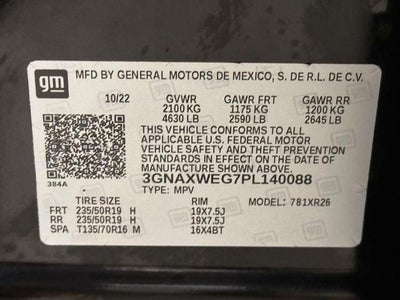 gm
MFD BY GENERAL MOTORS DE MEXICO, S. DE R.L. DE C.V.
10/22 GVWR GAWR FRT GAWR RR
2100 KG 1175 KG 1200 KG
4630 LB 2590 LB 2645 LB
THIS VEHICLE CONFORMS TO ALL
APPLICABLE U.S. FEDERAL MOTOR
VEHICLE SAFETY AND THEFT PREVENTION
STANDARDS IN EFFECT ON THE DATE OF
MANUFACTURE SHOWN ABOVE.
384A
3GNAXWEG7PL140088
TYPE: MPV 781XR26
TIRE SIZE RIM
FRT 235/50R19 H 19X7.5J
RR 235/50R19 H 19X7.5J
SPA T135/70R16 M 16X4BT